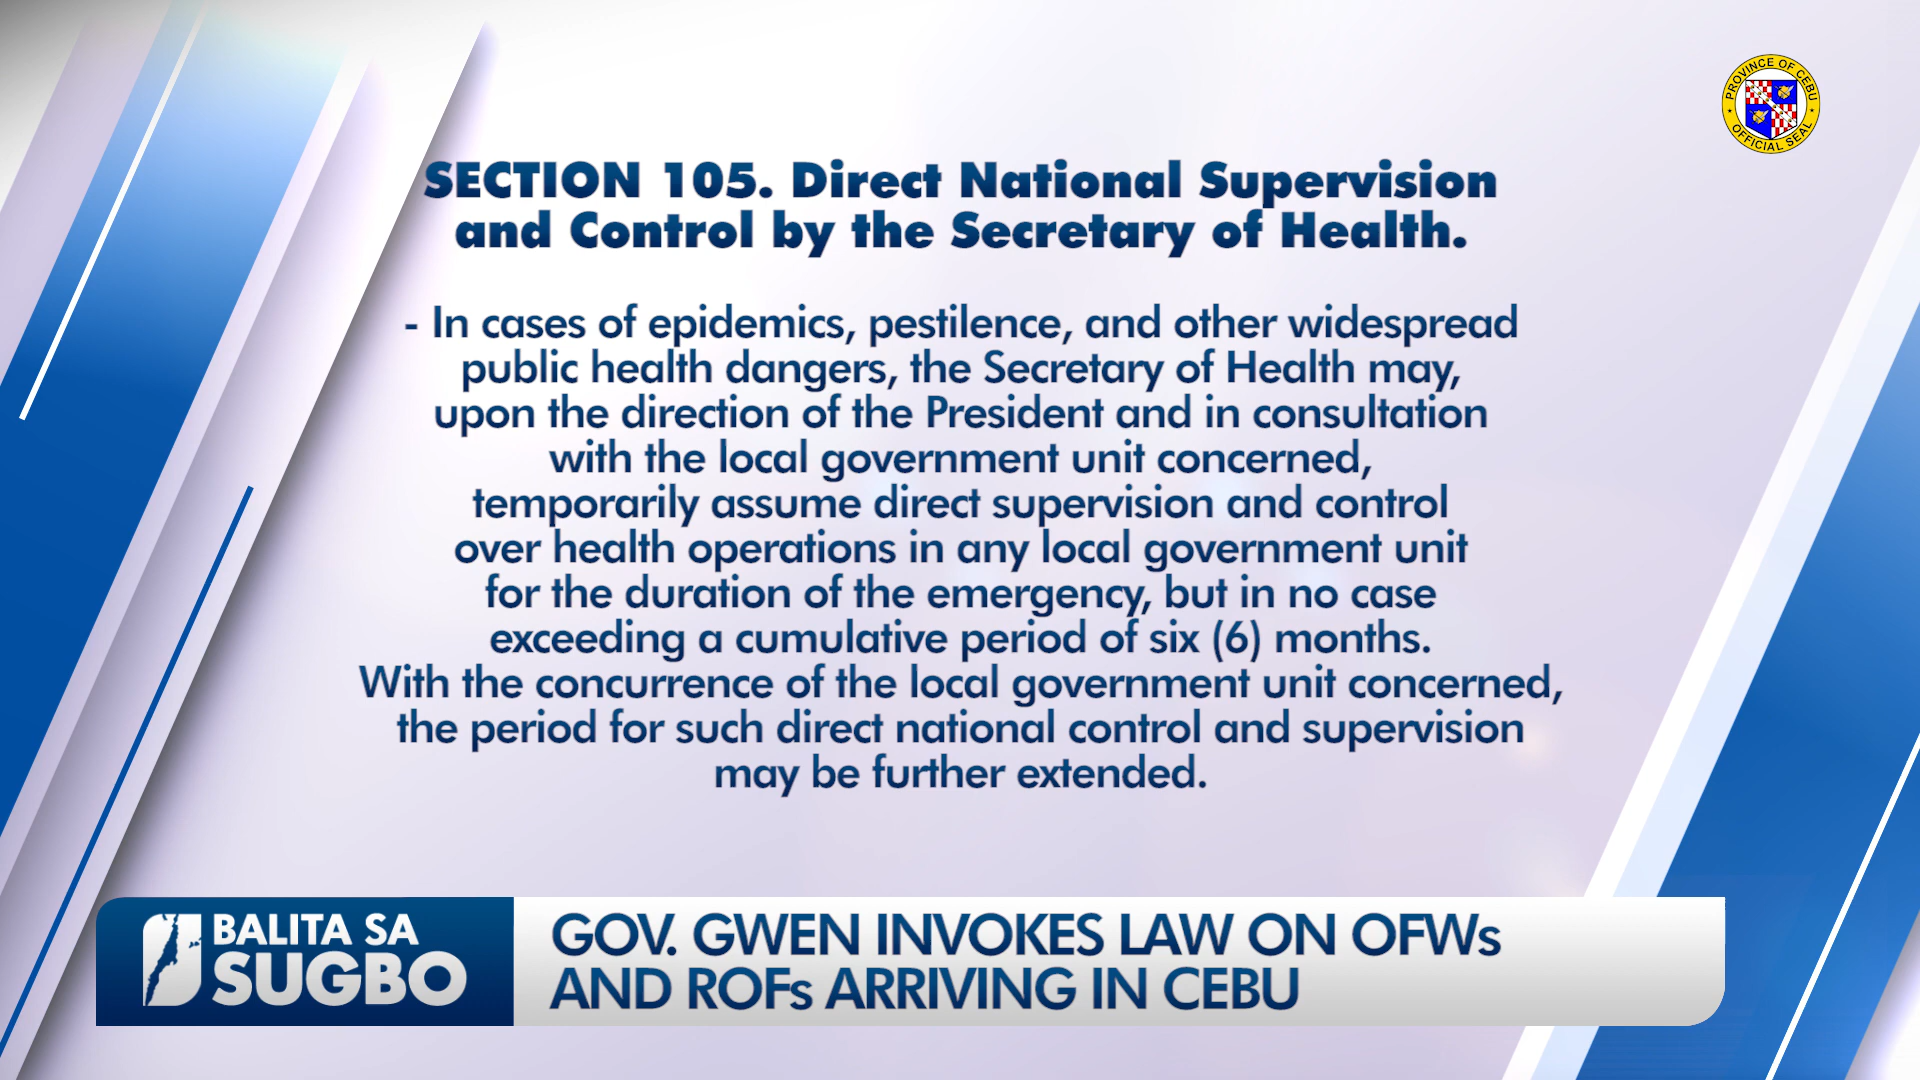 PROVINCE OF CEBU
OFFICIAL SEAL
SECTION 105. Direct National Supervision
and Control by the Secretary of Health.
- In cases of epidemics, pestilence, and other widespread
public health dangers, the Secretary of Health may,
upon the direction of the President and in consultation
with the local government unit concerned,
temporarily assume direct supervision and control
over health operations in any local government unit
for the duration of the emergency, but in no case
exceeding a cumulative period of six (6) months.
With the concurrence of the local government unit concerned,
the period for such direct national control and supervision
may be further extended.
BALITA SA
SUGBO
GOV. GWEN INVOKES LAW ON OFWs
AND ROFs ARRIVING IN CEBU